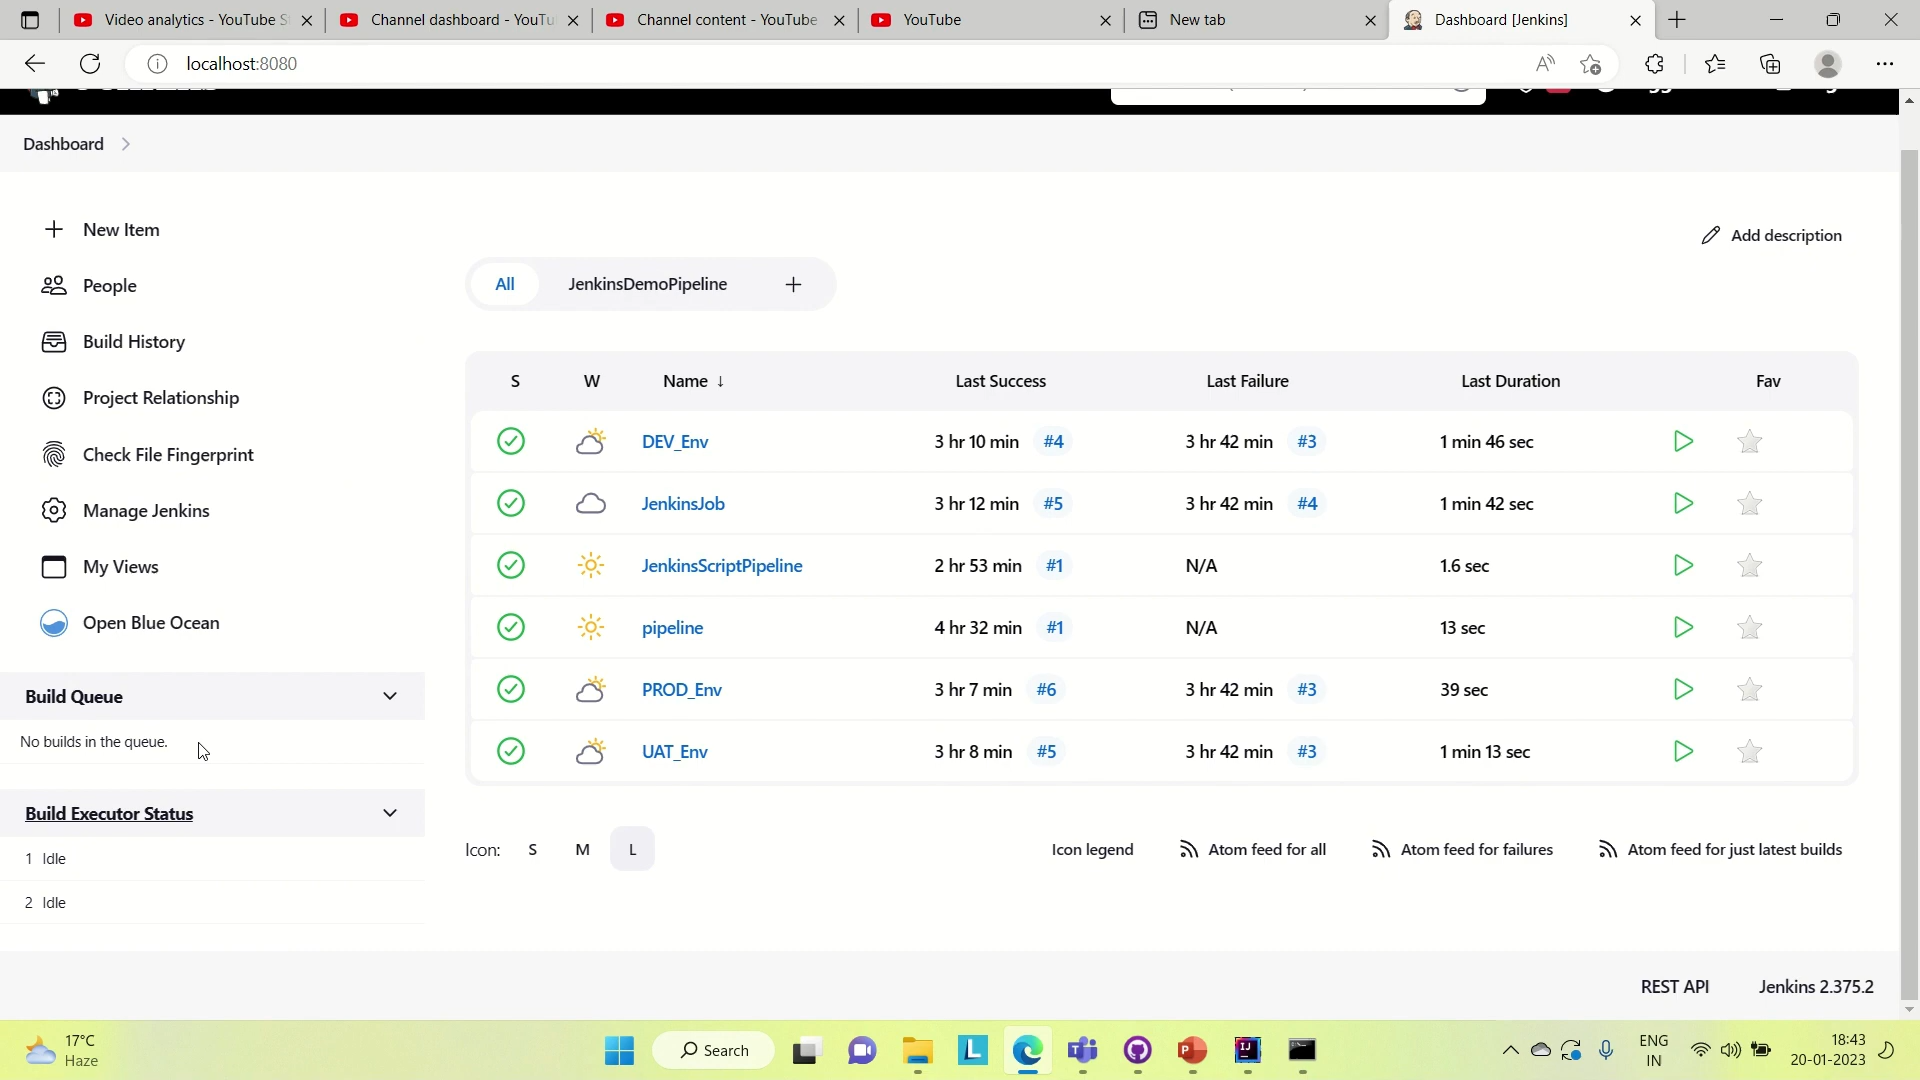 Video analytics - YouTube S
Channel dashboard - YouTu
Channel content - YouTube
YouTube
New tab
Dashboard [Jenkins]
localhost:8080
Dashboard
New Item
People
Build History
Project Relationship
Check File Fingerprint
Manage Jenkins
My Views
Open Blue Ocean
Build Queue
No builds in the queue.
Build Executor Status
1 Idle
2 Idle
Add description
All JenkinsDemoPipeline
S W Name ↓ Last Success Last Failure Last Duration Fav
DEV_Env 3 hr 10 min #4 3 hr 42 min #3 1 min 46 sec
JenkinsJob 3 hr 12 min #5 3 hr 42 min #4 1 min 42 sec
JenkinsScriptPipeline 2 hr 53 min #1 N/A 1.6 sec
pipeline 4 hr 32 min #1 N/A 13 sec
PROD_Env 3 hr 7 min #6 3 hr 42 min #3 39 sec
UAT_Env 3 hr 8 min #5 3 hr 42 min #3 1 min 13 sec
Icon: S M L Icon legend Atom feed for all Atom feed for failures Atom feed for just latest builds
REST API Jenkins 2.375.2
17°C
Haze
Search
ENG
IN
18:43
20-01-2023